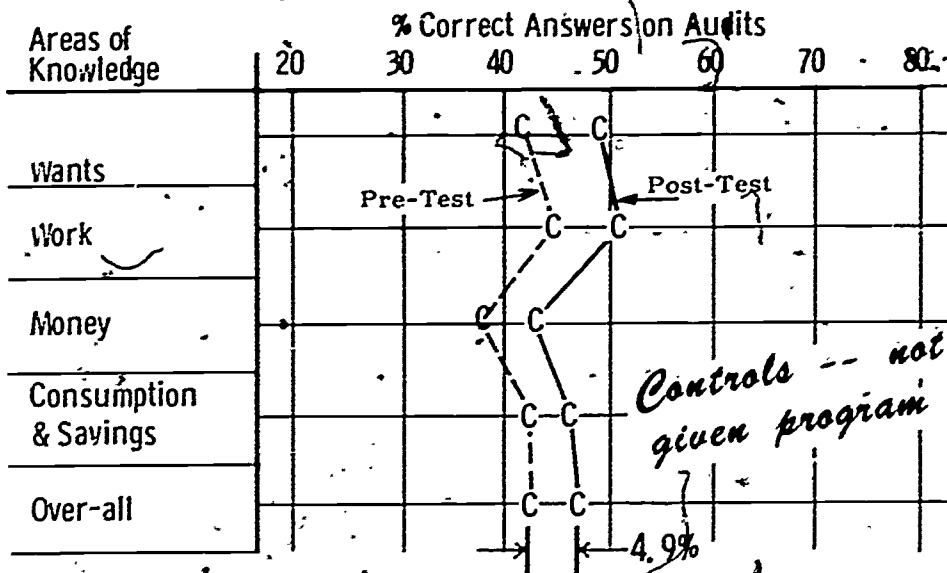 % Correct Answers on Audits
Areas of
Knowledge
20 30 40 50 60 70 80
C C
Wants
Pre-Test Post-Test
Work C C
Money C C
Controls -- not
given program
Consumption
& Savings C C
Over-all C C
4.9%